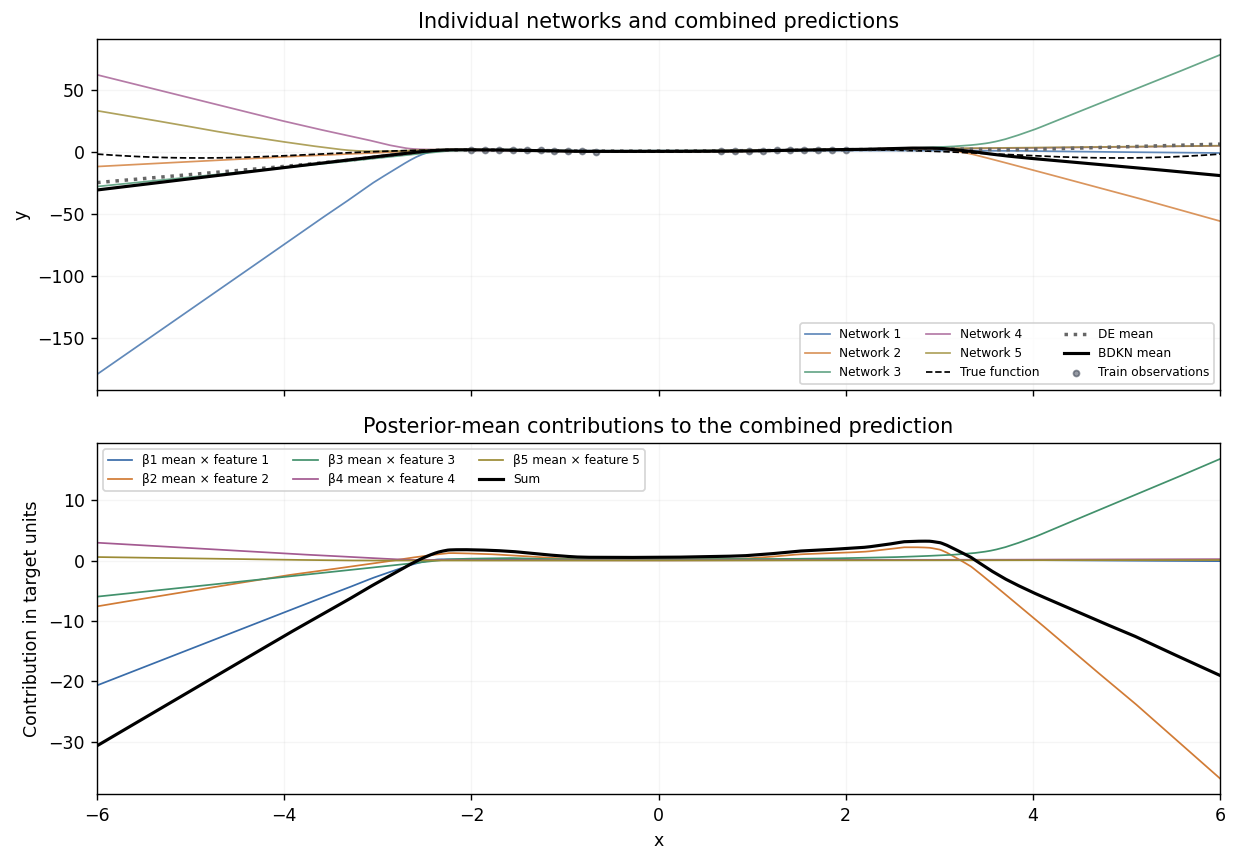 Individual networks and combined predictions
50
0
−50
−100
−150
y
Network 1
Network 2
Network 3
Network 4
Network 5
True function
DE mean
BDKN mean
Train observations
Posterior-mean contributions to the combined prediction
β1 mean × feature 1
β2 mean × feature 2
β3 mean × feature 3
β4 mean × feature 4
β5 mean × feature 5
Sum
10
0
−10
−20
−30
Contribution in target units
−6
−4
−2
0
2
4
6
x